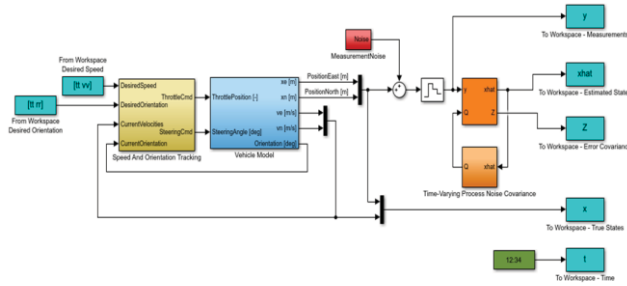 y
To Workspace - Measurements
Noise
MeasurementNoise
From Workspace
Desired Speed
[tt vv]
xhat
To Workspace - Estimated State
[tt rr]
From Workspace
Desired Orientation
DesiredSpeed
ThrottleCmd
DesiredOrientation
CurrentVelocities
SteeringCmd
CurrentOrientation
Speed And Orientation Tracking
ThrottlePosition [-]
SteeringAngle [deg]
xe [m]
xn [m]
ve [m/s]
vn [m/s]
Orientation [deg]
Vehicle Model
PositionEast [m]
PositionNorth [m]
y
xhat
Q
Z
Z
To Workspace - Error Covarianc
Q
xhat
Time-Varying Process Noise Covariance
x
To Workspace - True States
12:34
t
To Workspace - Time